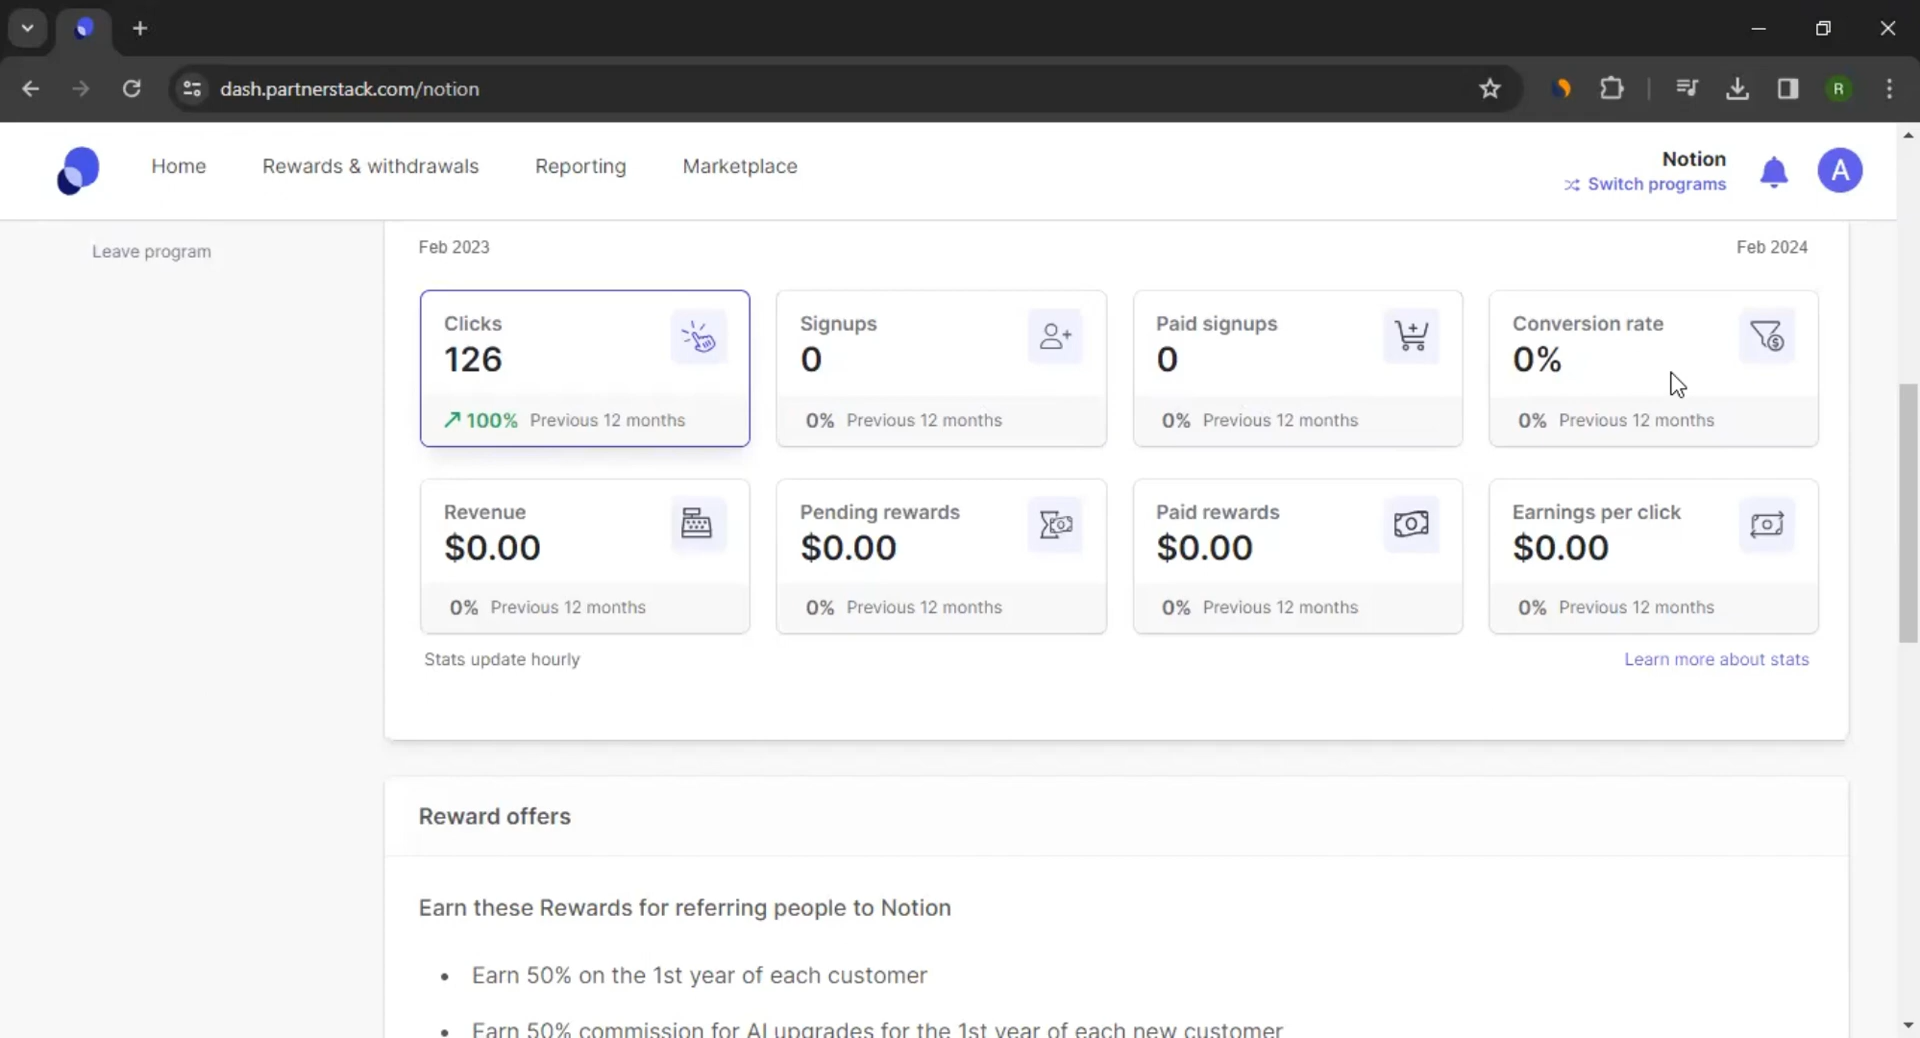 dash.partnerstack.com/notion
R
Home
Rewards & withdrawals
Reporting
Marketplace
Notion
Switch programs
A
Leave program
Feb 2023
Feb 2024
Clicks
126
100% Previous 12 months
Signups
0
0% Previous 12 months
Paid signups
0
0% Previous 12 months
Conversion rate
0%
0% Previous 12 months
Revenue
$0.00
0% Previous 12 months
Pending rewards
$0.00
0% Previous 12 months
Paid rewards
$0.00
0% Previous 12 months
Earnings per click
$0.00
0% Previous 12 months
Stats update hourly
Learn more about stats
Reward offers
Earn these Rewards for referring people to Notion
• Earn 50% on the 1st year of each customer
• Earn 50% commission for AI upgrades for the 1st year of each new customer